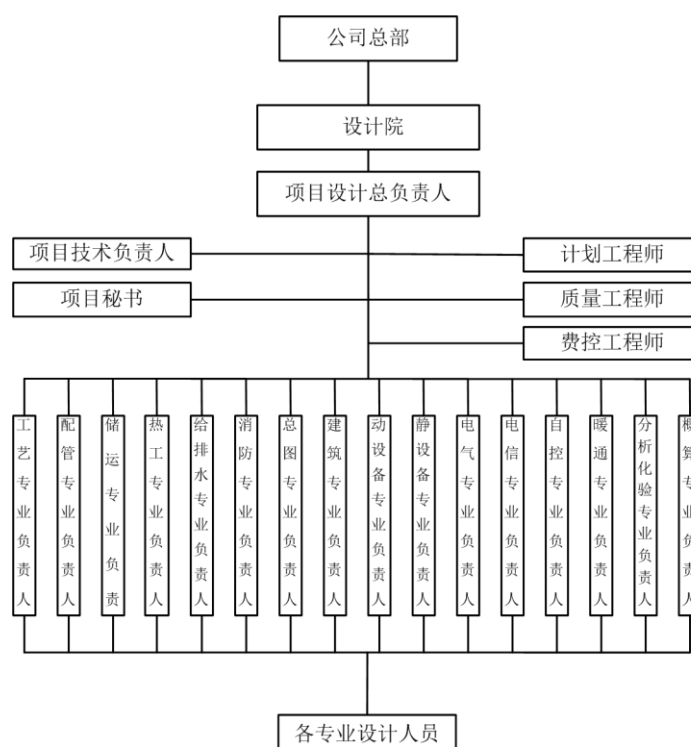 公司总部
设计院
项目设计总负责人
项目技术负责人
计划工程师
项目秘书
质量工程师
费控工程师
工艺专业负责人
配管专业负责人
储运专业负责
热工专业负责人
给排水专业负责人
消防专业负责人
总图专业负责人
建筑专业负责人
动设备专业负责人
静设备专业负责人
电气专业负责人
电信专业负责人
自控专业负责人
暖通专业负责人
分析化验专业负责人
概算专业负责人
各专业设计人员